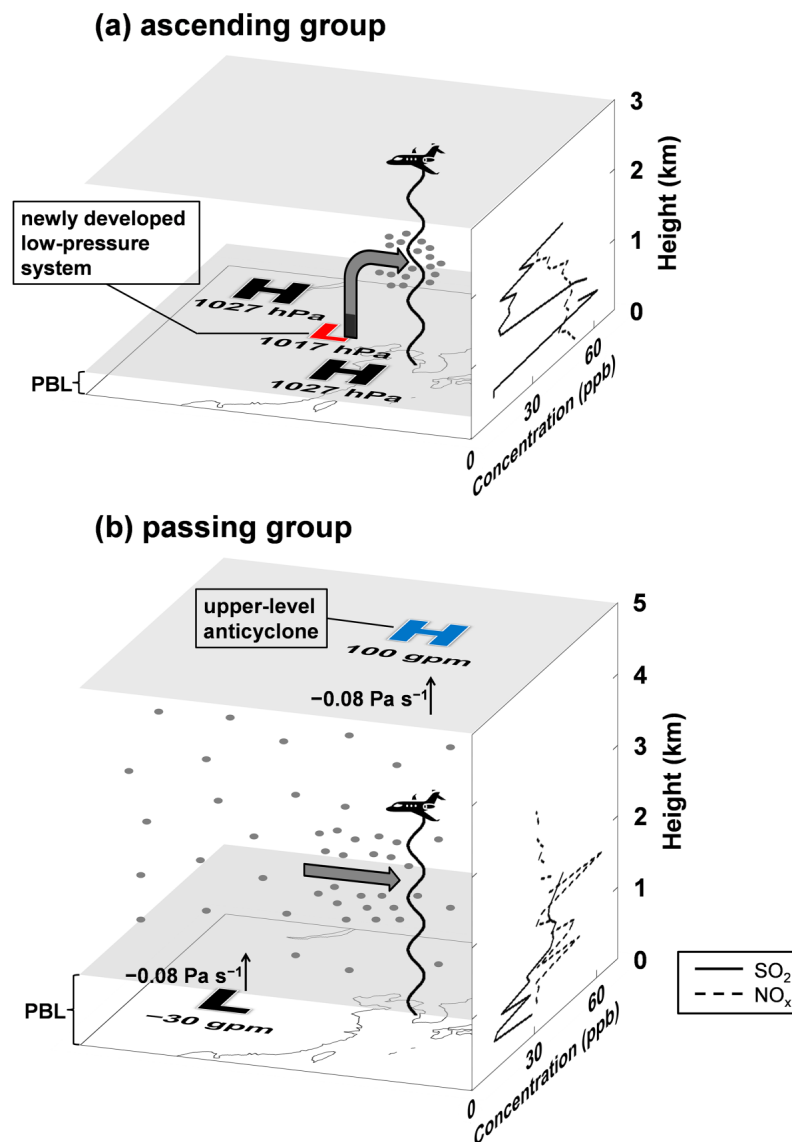 (a) ascending group
3
2
1
0
Height (km)
newly developed
low-pressure
system
H
1027 hPa
L
1017 hPa
H
1027 hPa
PBL
60
30
0
Concentration (ppb)
(b) passing group
5
4
3
2
1
0
Height (km)
upper-level
anticyclone
H
100 gpm
−0.08 Pa s⁻¹
−0.08 Pa s⁻¹
L
−30 gpm
PBL
60
30
0
Concentration (ppb)
SO₂
NOₓ